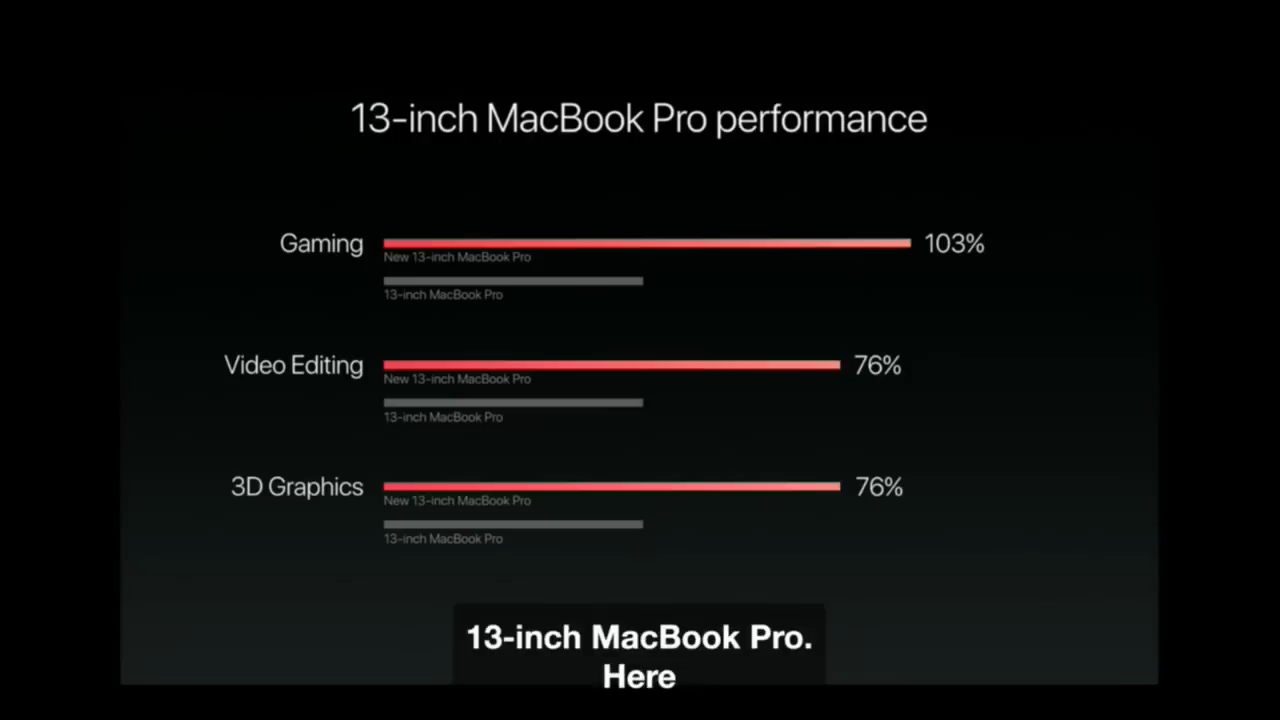 13-inch MacBook Pro performance
Gaming
103%
New 13-inch MacBook Pro
13-inch MacBook Pro
Video Editing
76%
New 13-inch MacBook Pro
13-inch MacBook Pro
3D Graphics
76%
New 13-inch MacBook Pro
13-inch MacBook Pro
13-inch MacBook Pro.
Here